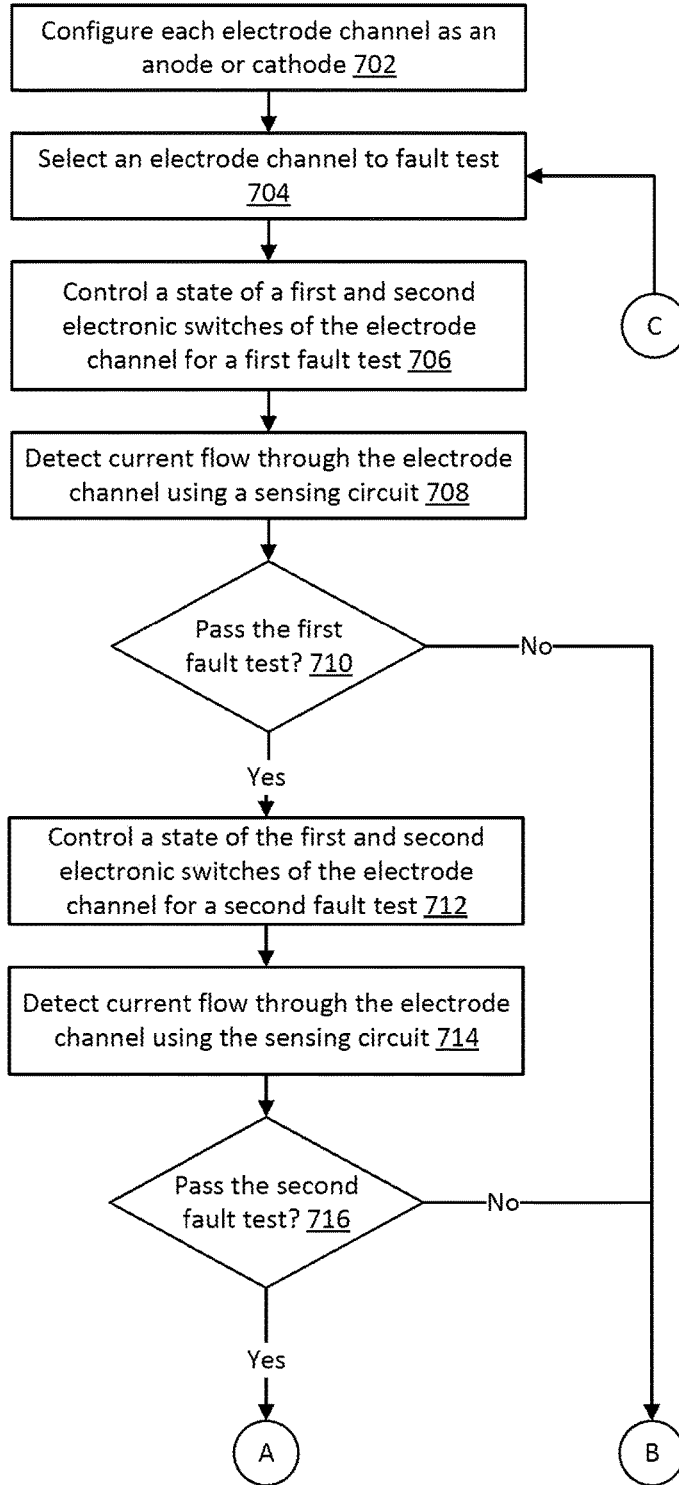 Configure each electrode channel as an
anode or cathode 702
Select an electrode channel to fault test
704
Control a state of a first and second
electronic switches of the electrode
channel for a first fault test 706
C
Detect current flow through the electrode
channel using a sensing circuit 708
Pass the first
fault test? 710
No
Yes
Control a state of the first and second
electronic switches of the electrode
channel for a second fault test 712
Detect current flow through the electrode
channel using the sensing circuit 714
Pass the second
fault test? 716
No
Yes
A
B